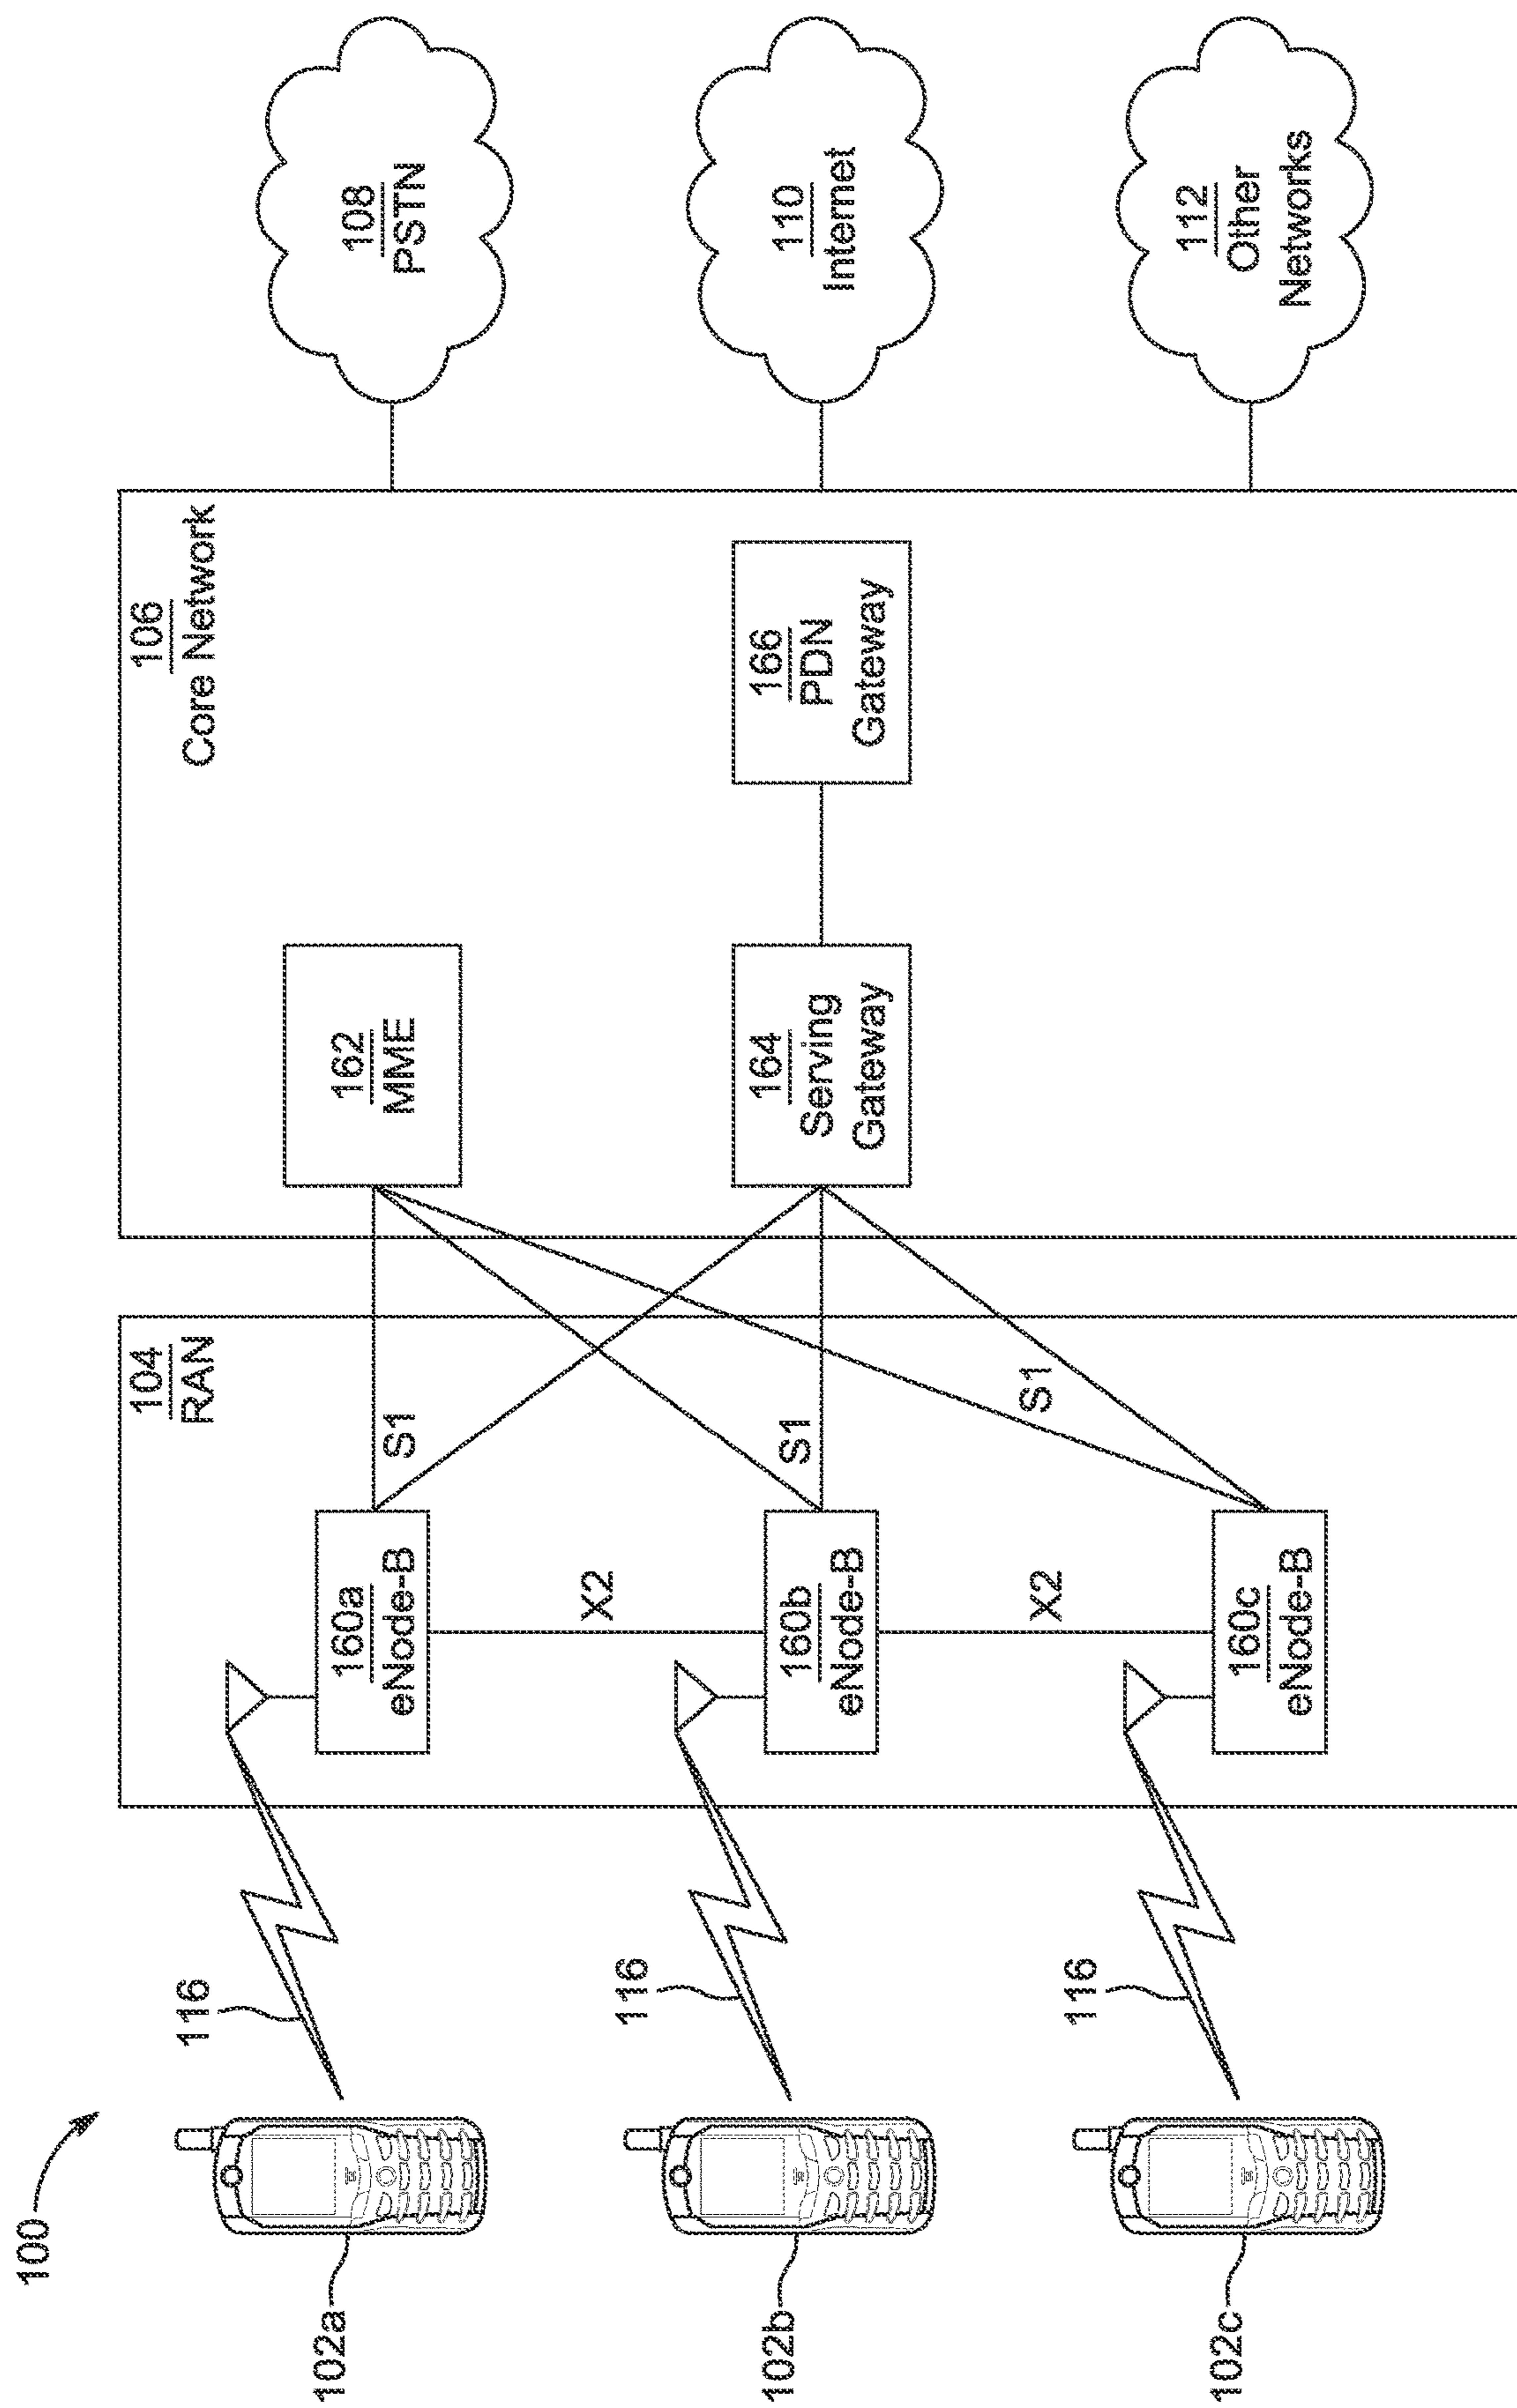 100
102a
116
104
RAN
160a
eNode-B
S1
X2
106
Core Network
162
MME
108
PSTN
102b
116
160b
eNode-B
S1
X2
164
Serving
Gateway
166
PDN
Gateway
110
Internet
102c
116
160c
eNode-B
S1
112
Other
Networks